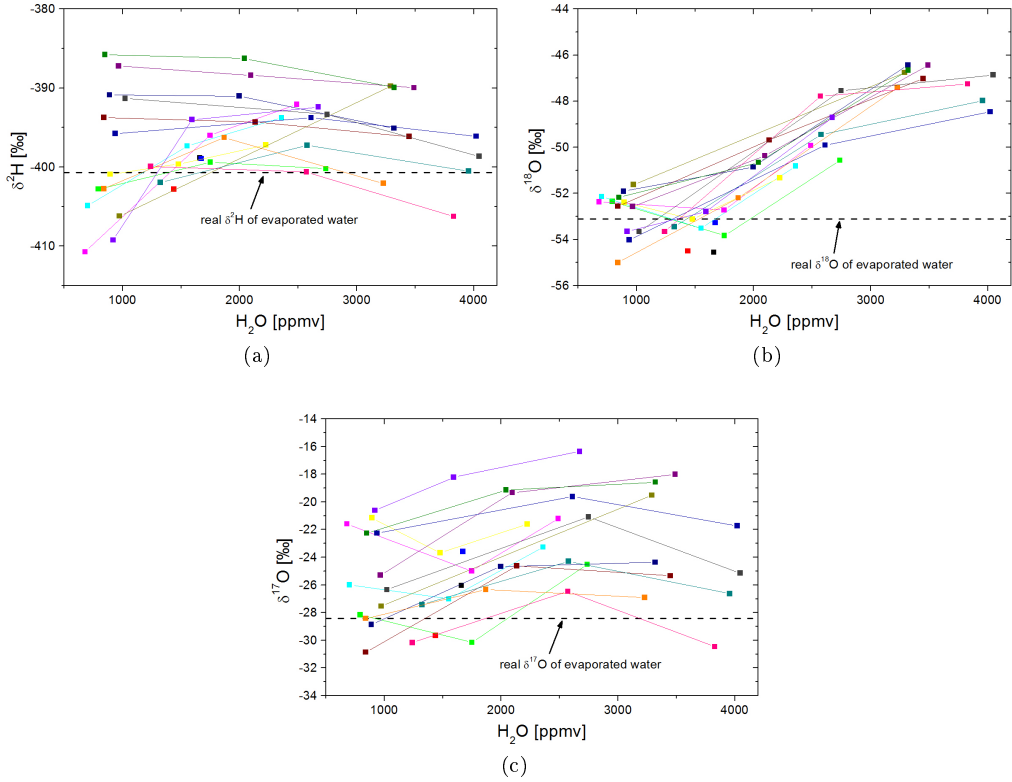 -380
-390
-400
-410
δ²H [‰]
real δ²H of evaporated water
1000 2000 3000 4000
H₂O [ppmv]
(a)
-44
-46
-48
-50
-52
-54
-56
δ¹⁸O [‰]
real δ¹⁸O of evaporated water
1000 2000 3000 4000
H₂O [ppmv]
(b)
-14
-16
-18
-20
-22
-24
-26
-28
-30
-32
-34
δ¹⁷O [‰]
real δ¹⁷O of evaporated water
1000 2000 3000 4000
H₂O [ppmv]
(c)